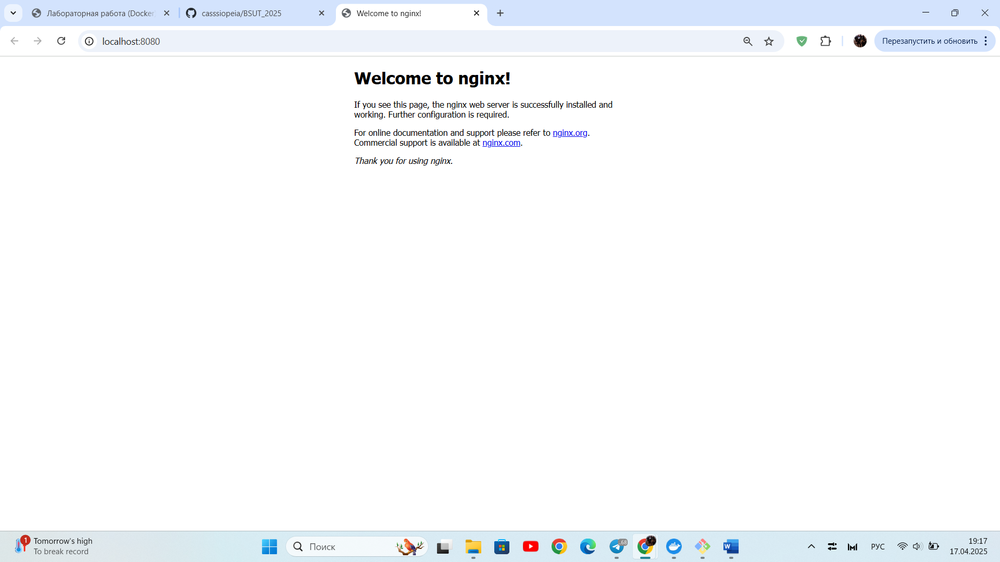 Лабораторная работа (Docker
casssiopeia/BSUT_2025
Welcome to nginx!
localhost:8080
Перезапустить и обновить
Welcome to nginx!
If you see this page, the nginx web server is successfully installed and
working. Further configuration is required.
For online documentation and support please refer to nginx.org.
Commercial support is available at nginx.com.
Thank you for using nginx.
1
Tomorrow's high
To break record
Поиск
..68
W
РУС
19:17
17.04.2025